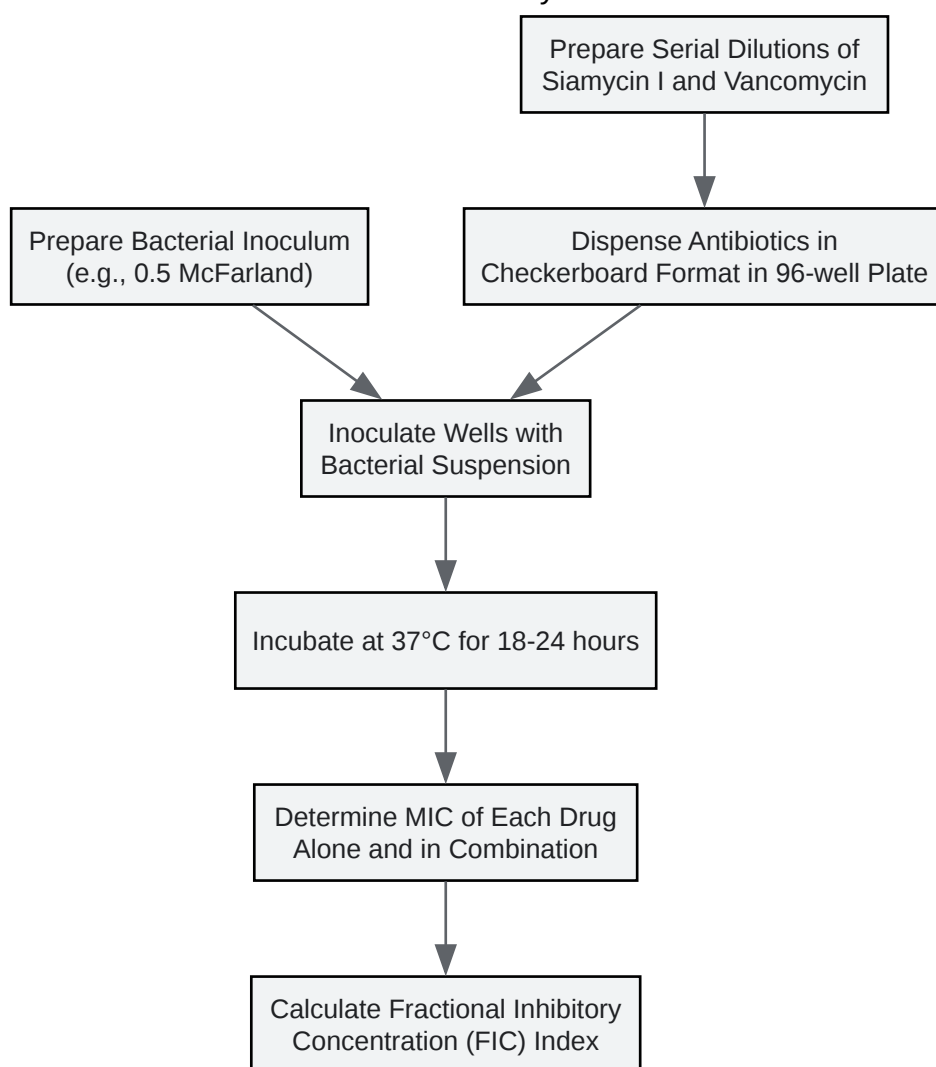 Prepare Serial Dilutions of
Siamycin I and Vancomycin
Prepare Bacterial Inoculum
(e.g., 0.5 McFarland)
Dispense Antibiotics in
Checkerboard Format in 96-well Plate
Inoculate Wells with
Bacterial Suspension
Incubate at 37°C for 18-24 hours
Determine MIC of Each Drug
Alone and in Combination
Calculate Fractional Inhibitory
Concentration (FIC) Index